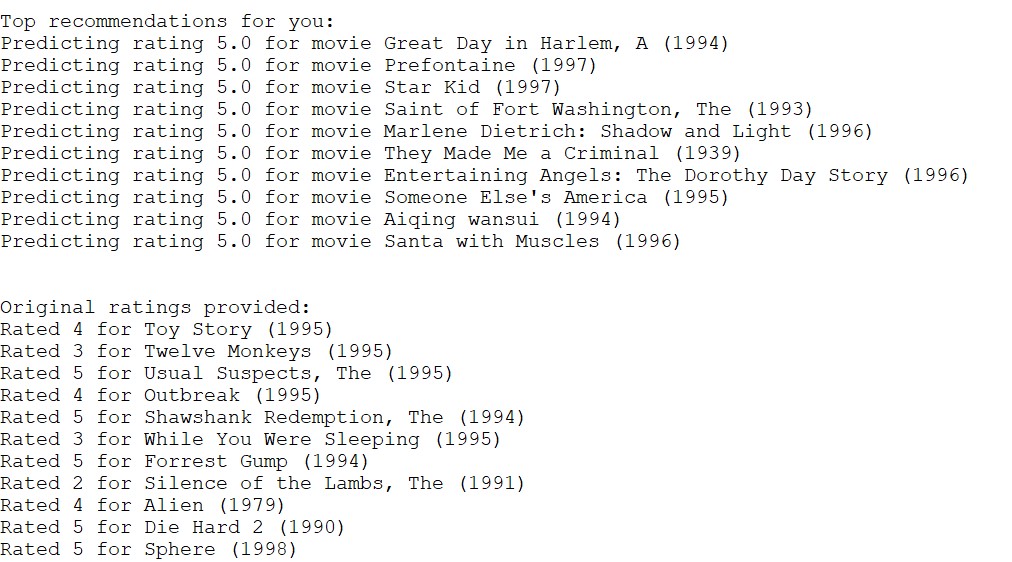 Top recommendations for you:
Predicting rating 5.0 for movie Great Day in Harlem, A (1994)
Predicting rating 5.0 for movie Prefontaine (1997)
Predicting rating 5.0 for movie Star Kid (1997)
Predicting rating 5.0 for movie Saint of Fort Washington, The (1993)
Predicting rating 5.0 for movie Marlene Dietrich: Shadow and Light (1996)
Predicting rating 5.0 for movie They Made Me a Criminal (1939)
Predicting rating 5.0 for movie Entertaining Angels: The Dorothy Day Story (1996)
Predicting rating 5.0 for movie Someone Else's America (1995)
Predicting rating 5.0 for movie Aiqing wansui (1994)
Predicting rating 5.0 for movie Santa with Muscles (1996)
Original ratings provided:
Rated 4 for Toy Story (1995)
Rated 3 for Twelve Monkeys (1995)
Rated 5 for Usual Suspects, The (1995)
Rated 4 for Outbreak (1995)
Rated 5 for Shawshank Redemption, The (1994)
Rated 3 for While You Were Sleeping (1995)
Rated 5 for Forrest Gump (1994)
Rated 2 for Silence of the Lambs, The (1991)
Rated 4 for Alien (1979)
Rated 5 for Die Hard 2 (1990)
Rated 5 for Sphere (1998)